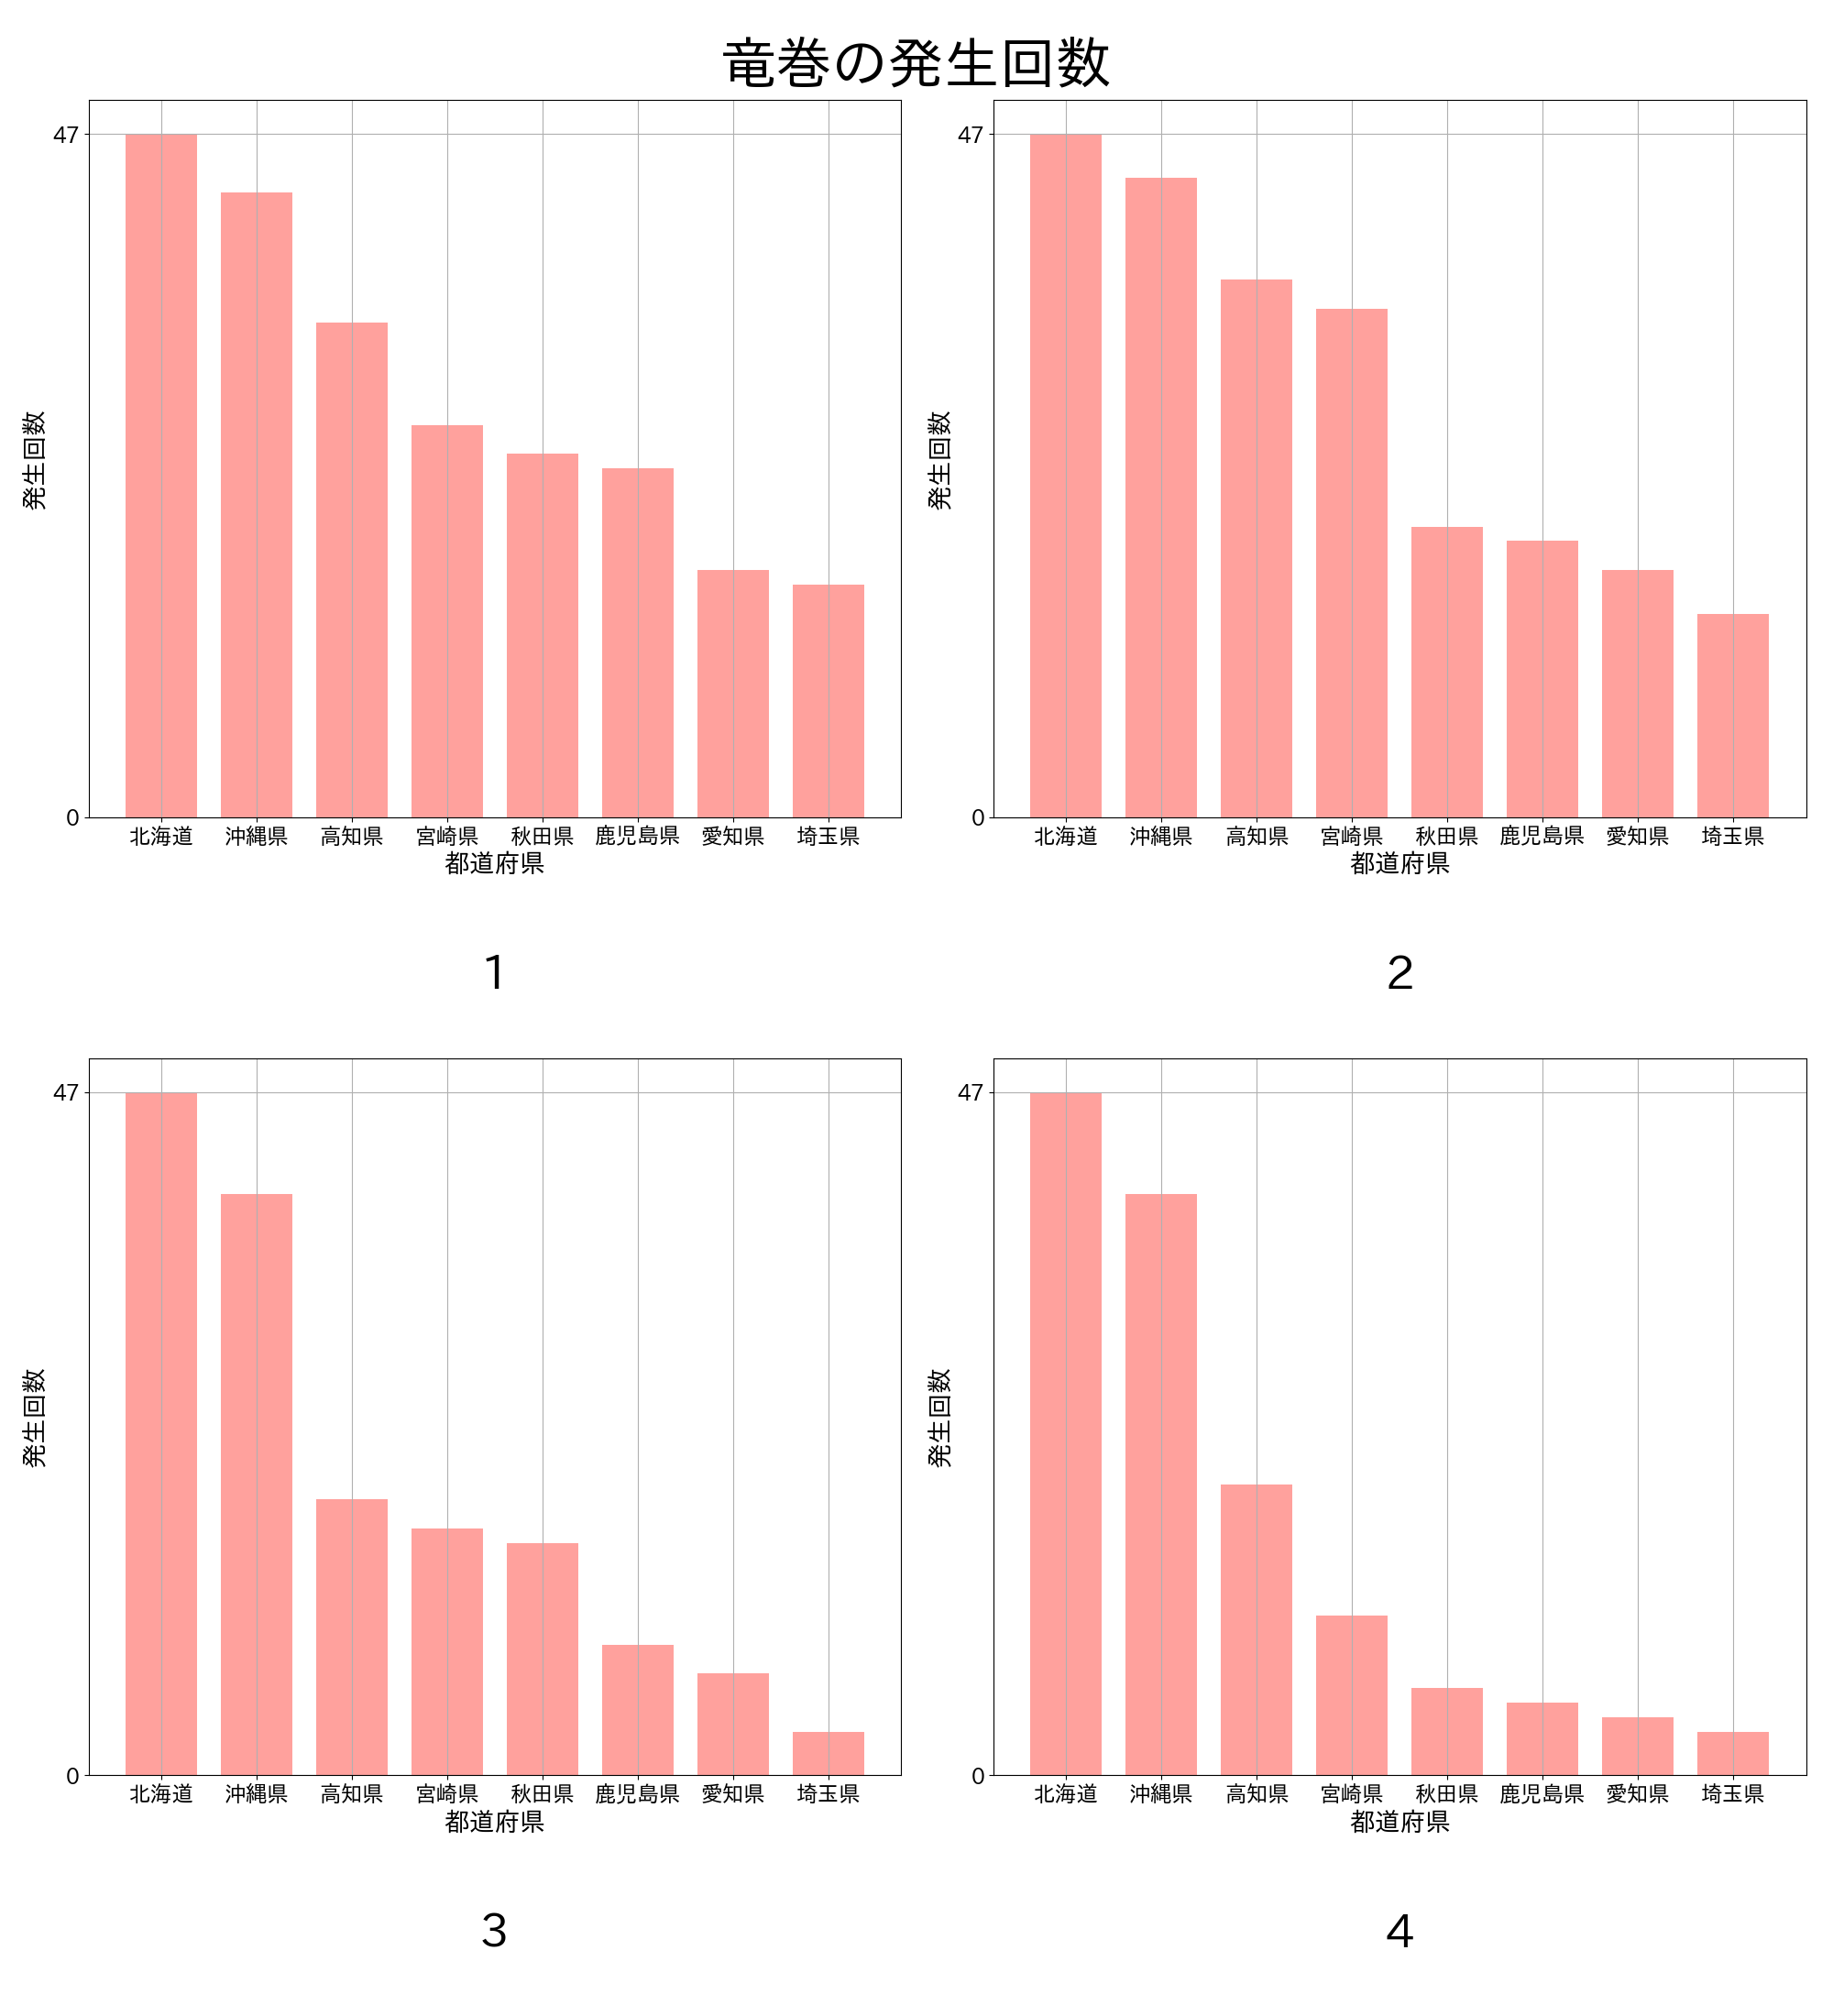 竜巻の発生回数
47
0
発生回数
北海道 沖縄県 高知県 宮崎県 秋田県 鹿児島県 愛知県 埼玉県
都道府県
1
47
0
発生回数
北海道 沖縄県 高知県 宮崎県 秋田県 鹿児島県 愛知県 埼玉県
都道府県
2
47
0
発生回数
北海道 沖縄県 高知県 宮崎県 秋田県 鹿児島県 愛知県 埼玉県
都道府県
3
47
0
発生回数
北海道 沖縄県 高知県 宮崎県 秋田県 鹿児島県 愛知県 埼玉県
都道府県
4